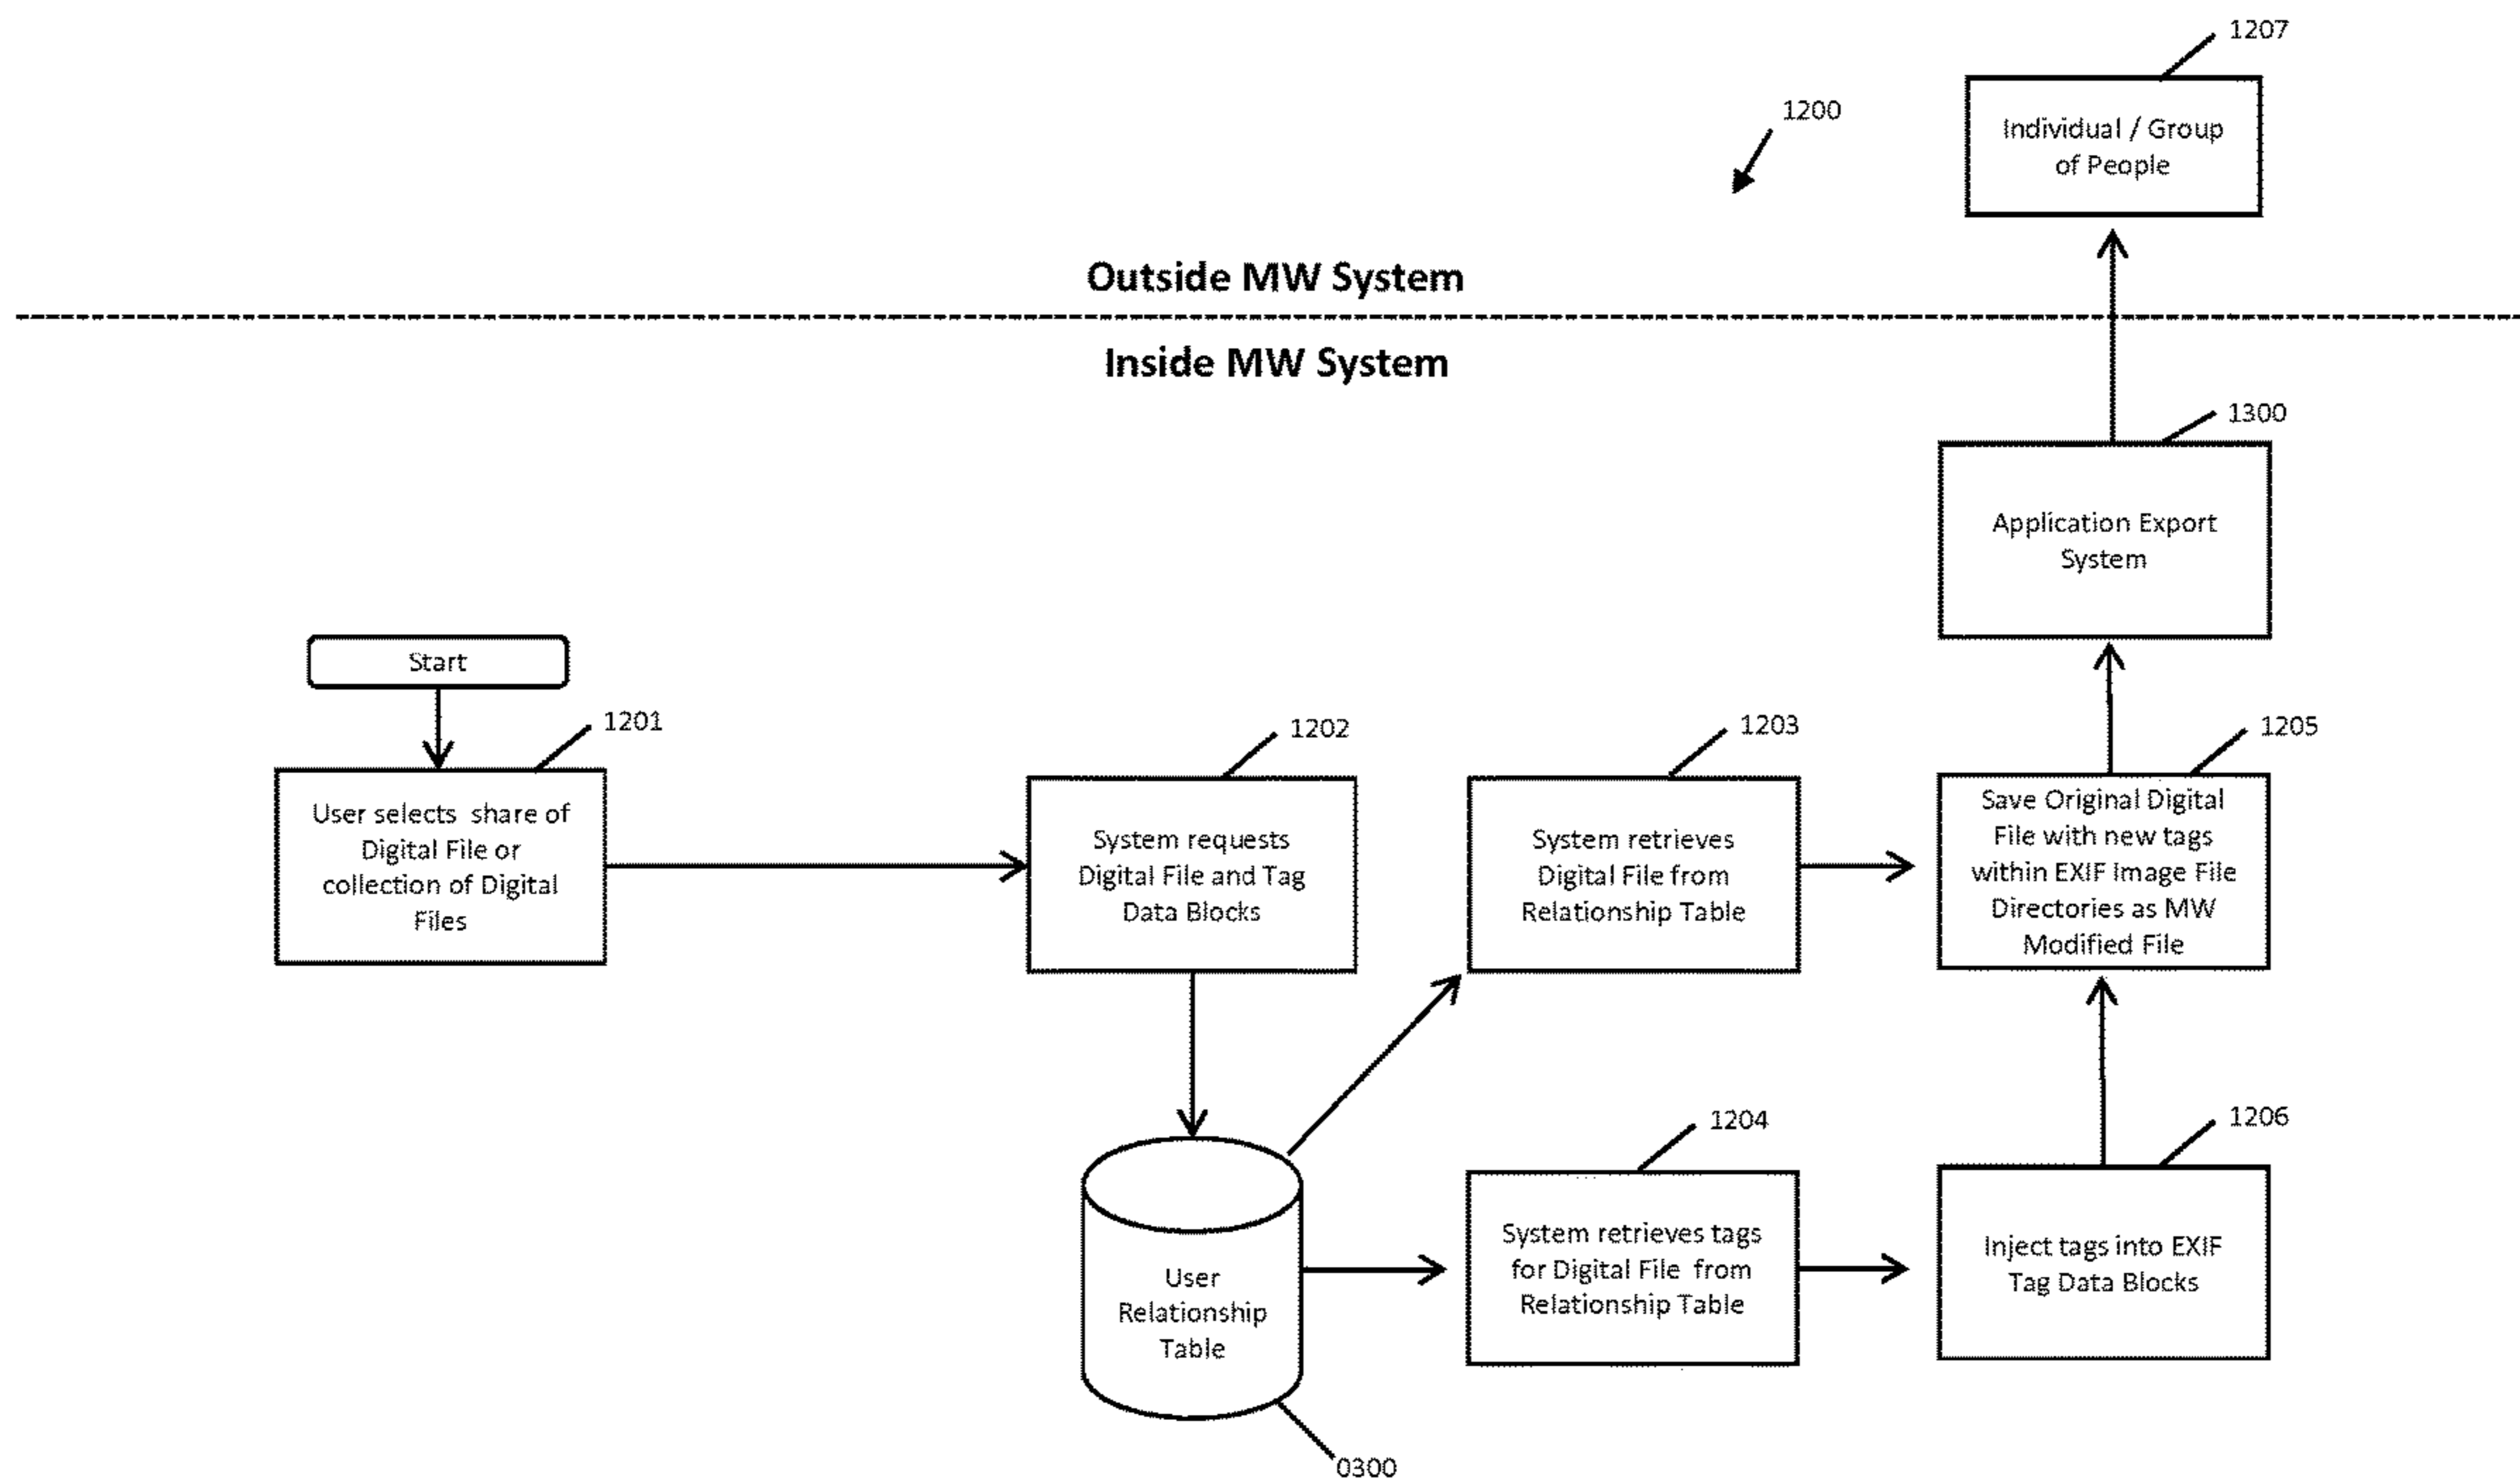 1207
Individual / Group
of People
1200
Outside MW System
Inside MW System
1300
Application Export
System
Start
1201
User selects  share of
Digital File or
collection of Digital
Files
1202
System requests
Digital File and Tag
Data Blocks
1203
System retrieves
Digital File from
Relationship Table
1205
Save Original Digital
File with new tags
within EXIF Image File
Directories as MW
Modified File
User
Relationship
Table
0300
1204
System retrieves tags
for Digital File  from
Relationship Table
1206
Inject tags into EXIF
Tag Data Blocks